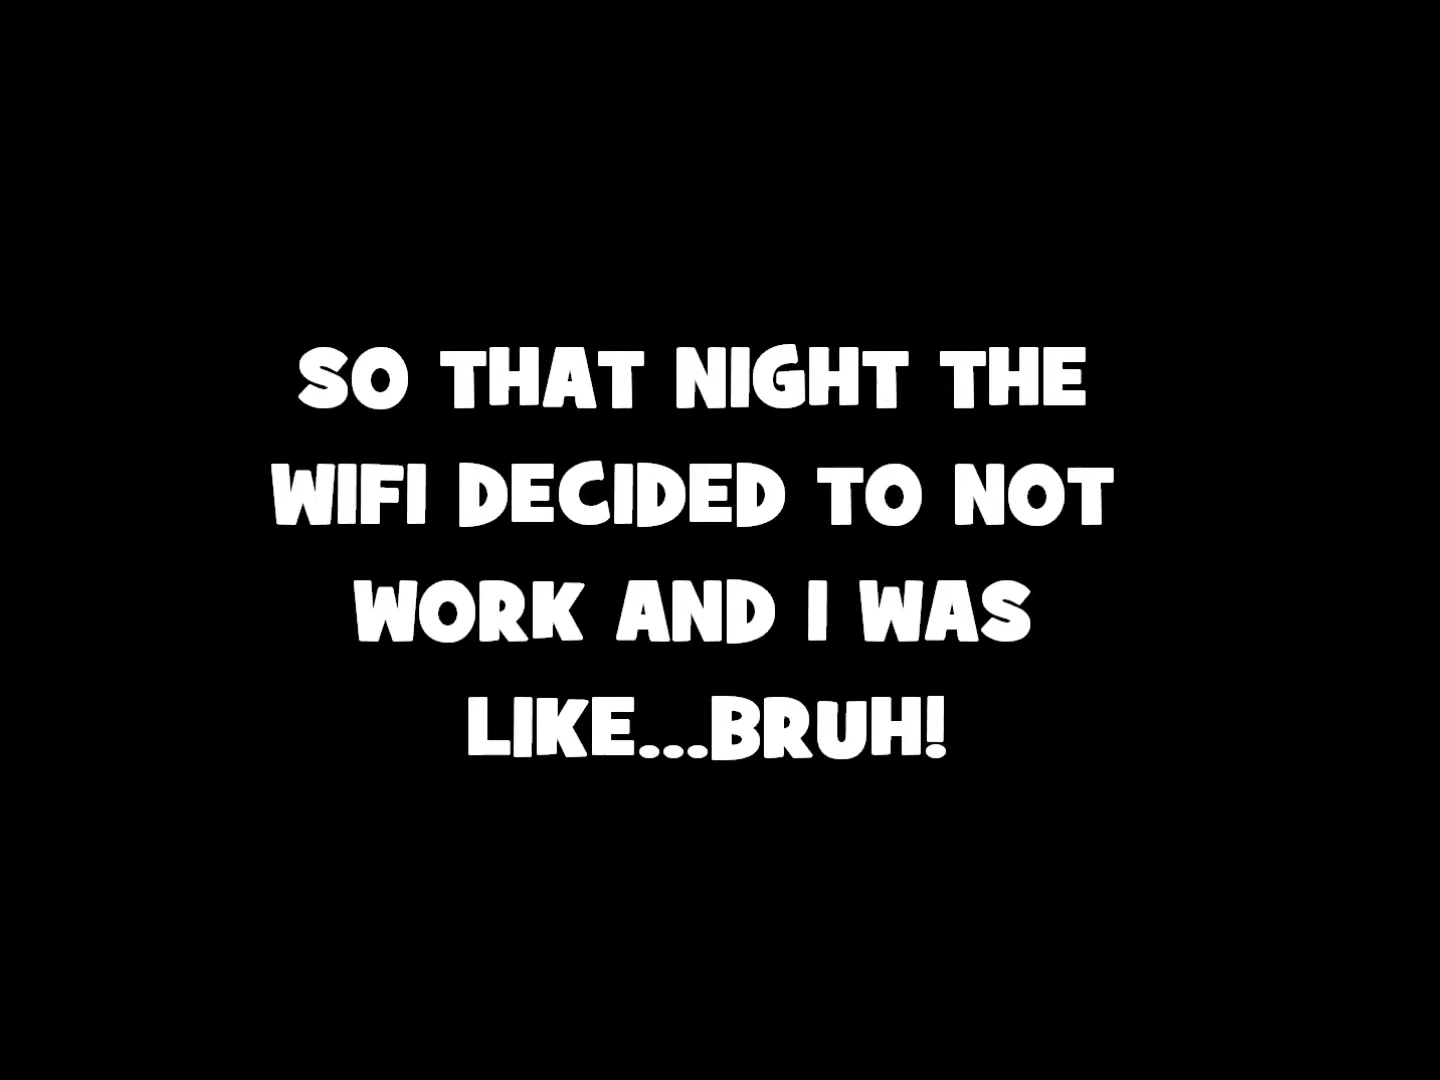 SO THAT NIGHT THE
WIFI DECIDED TO NOT
WORK AND I WAS
LIKE...BRUH!